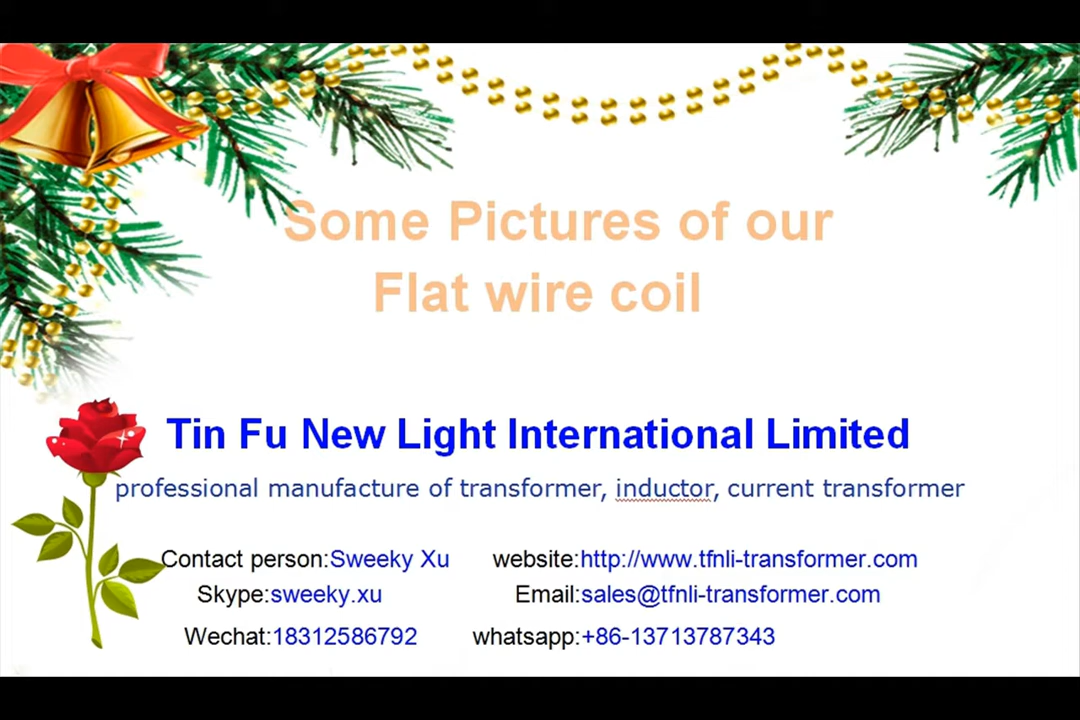 Some Pictures of our
Flat wire coil
Tin Fu New Light International Limited
professional manufacture of transformer, inductor, current transformer
Contact person:Sweeky Xu website:http://www.tfnli-transformer.com
Skype:sweeky.xu Email:sales@tfnli-transformer.com
Wechat:18312586792 whatsapp:+86-13713787343